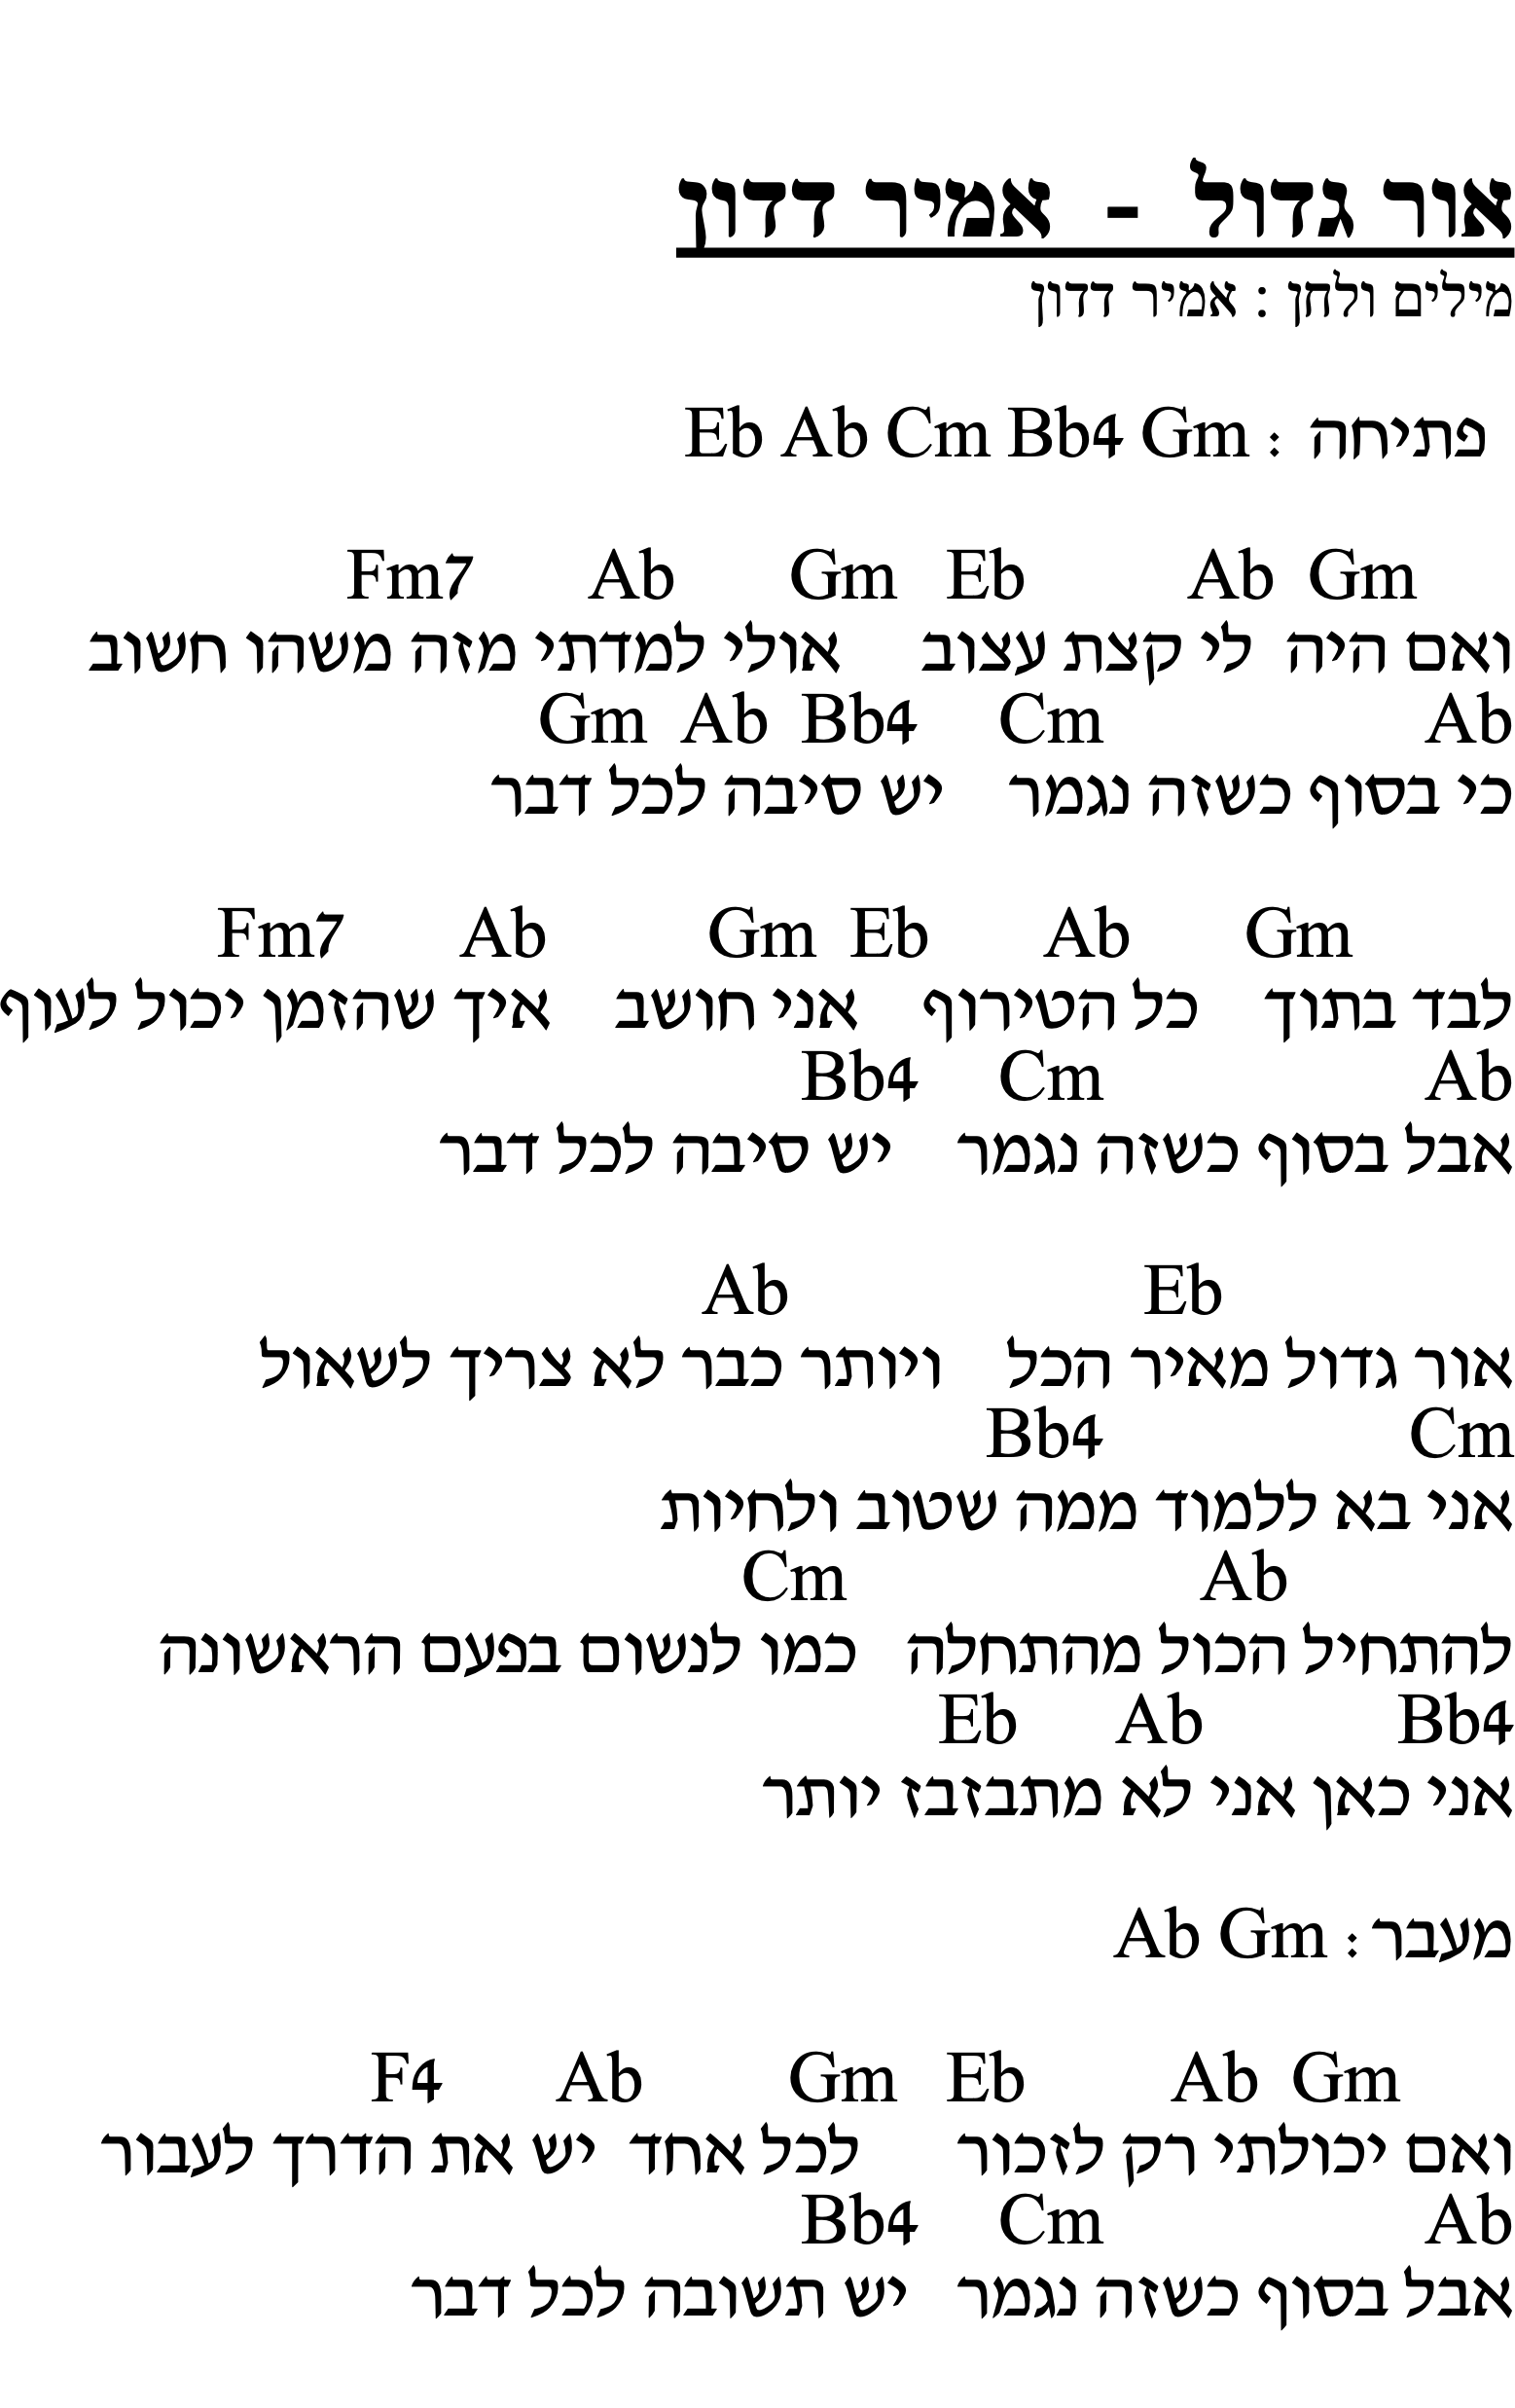 אור גדול - אמיר דדון
מילים ולחן : אמיר דדון
פתיחה : Eb Ab Cm Bb4 Gm
Fm7 Ab Gm Eb Ab Gm
ואם היה לי קצת עצוב אולי למדתי מזה משהו חשוב
Gm Ab Bb4 Cm Ab
כי בסוף כשזה נגמר יש סיבה לכל דבר
Fm7 Ab Gm Eb Ab Gm
לבד בתוך כל הטירוף אני חושב איך שהזמן יכול לעוף
Bb4 Cm Ab
אבל בסוף כשזה נגמר יש סיבה לכל דבר
Ab Eb
אור גדול מאיר הכל ויותר כבר לא צריך לשאול
Bb4 Cm
אני בא ללמוד ממה שטוב ולחיות
Cm Ab
להתחיל הכול מהתחלה כמו לנשום בפעם הראשונה
Eb Ab Bb4
אני כאן אני לא מתבזבז יותר
מעבר: Ab Gm
F4 Ab Gm Eb Ab Gm
ואם יכולתי רק לזכור לכל אחד יש את הדרך לעבור
Bb4 Cm Ab
אבל בסוף כשזה נגמר יש תשובה לכל דבר